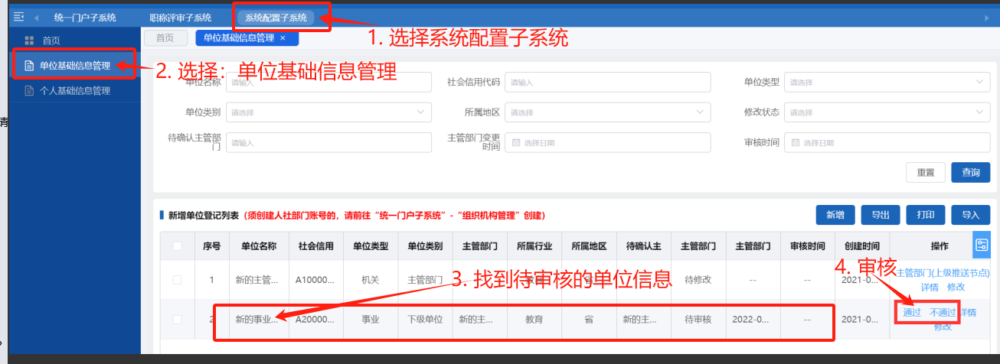 统一门户子系统 职称评审子系统 系统配置子系统
首页
单位基础信息管理
个人基础信息管理
首页 单位基础信息管理 ×
1. 选择系统配置子系统
2. 选择：单位基础信息管理
单位名称 请输入 社会信用代码 请输入 单位类型 请选择
单位类别 请选择 所属地区 请选择 修改状态 请选择
待确认主管部门 请输入 主管部门变更时间 选择日期 审核时间 选择日期
重置 查询
新增单位登记列表（须创建人社部门账号的，请前往“统一门户子系统”-“组织机构管理”创建） 新增 导出 打印 导入
序号 单位名称 社会信用 单位类型 单位类别 主管部门 所属行业 所属地区 待确认主 主管部门 主管部门 审核时间 创建时间 操作
3. 找到待审核的单位信息
4. 审核
1 新的主管... A10000... 机关 主管部门 待修改 -- -- 2021-0... 主管部门(上级推送节点)
详情 修改
2 新的事业... A20000... 事业 下级单位 新的主... 教育 省 新的主... 待审核 2022-0... -- 2021-0... 通过 不通过 详情
修改